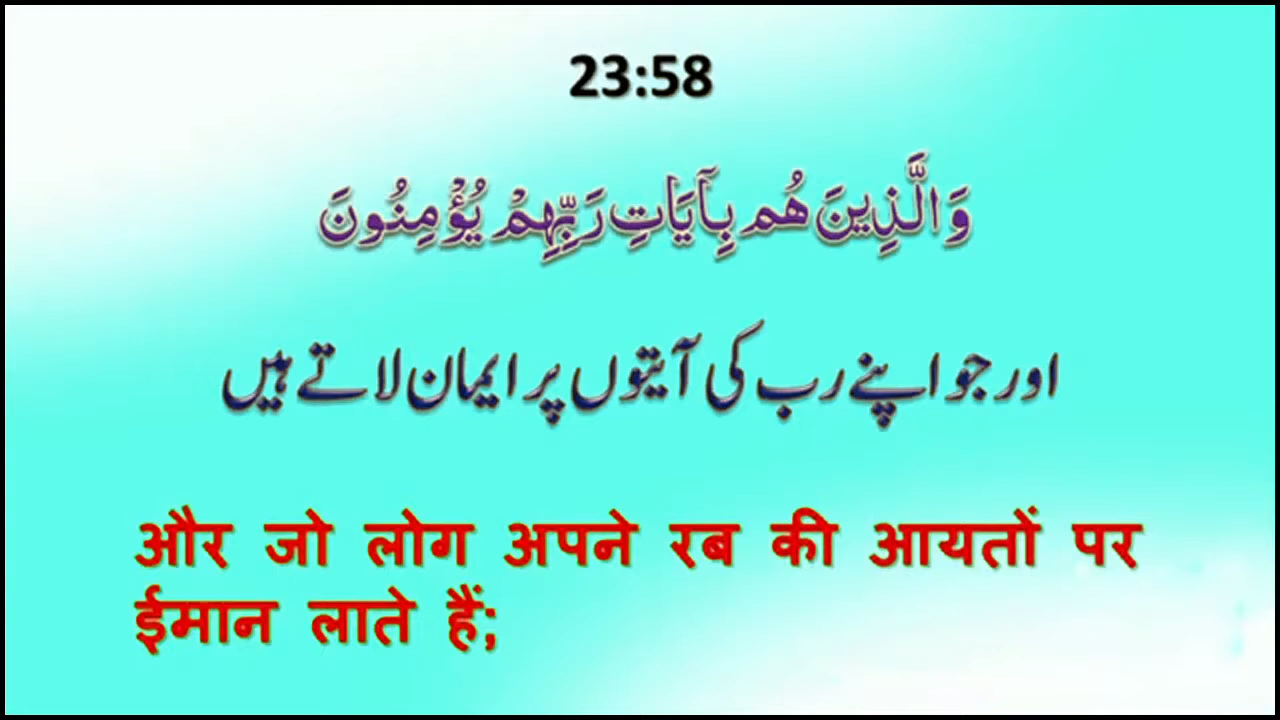 23:58
وَالَّذِينَ هُم بِآيَاتِ رَبِّهِمْ يُؤْمِنُونَ
اور جو اپنے رب کی آیتوں پر ایمان لاتے ہیں
और जो लोग अपने रब की आयतों पर
ईमान लाते हैं;